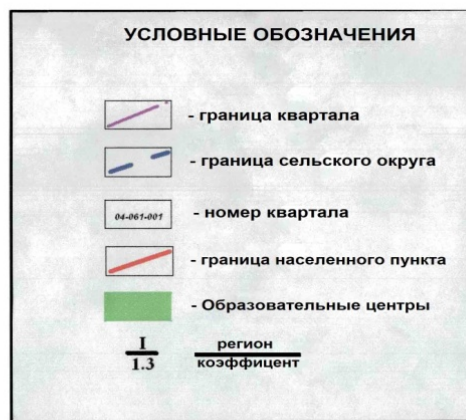 УСЛОВНЫЕ ОБОЗНАЧЕНИЯ
- граница квартала
- граница сельского округа
04-061-001 - номер квартала
- граница населенного пункта
- Образовательные центры
I регион
1.3 коэффицент